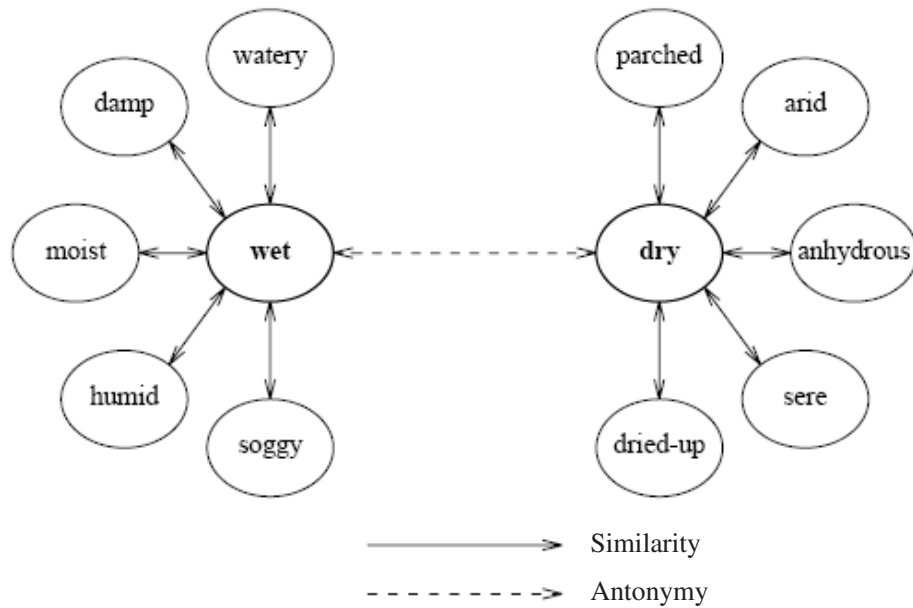 watery
parched
damp
arid
moist
wet
dry
anhydrous
humid
sere
soggy
dried-up
Similarity
Antonymy